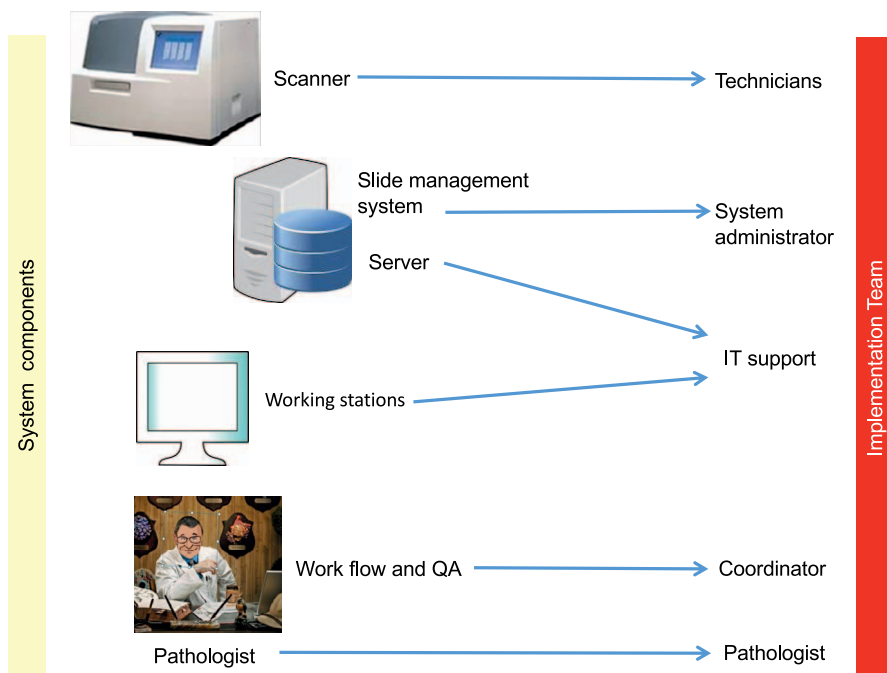 System components
Scanner
Technicians
Slide management
system
System
administrator
Server
IT support
Working stations
Work flow and QA
Coordinator
Pathologist
Pathologist
Implementation Team